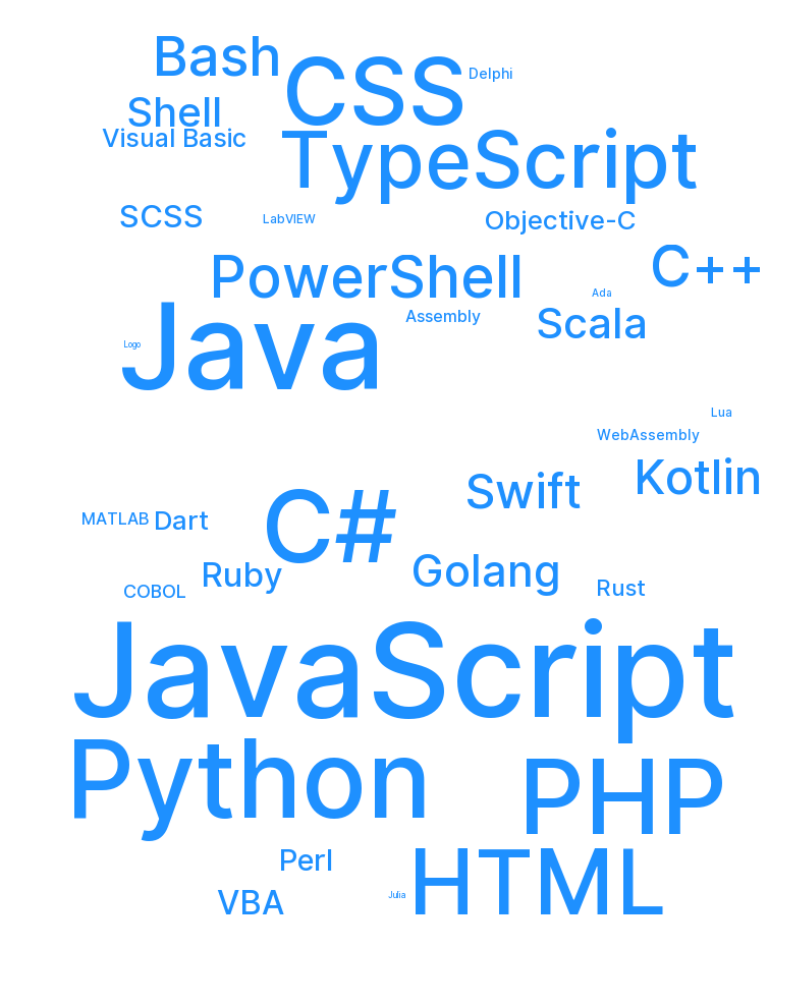 Bash
CSS
Delphi
Shell
Visual Basic
TypeScript
SCSS
LabVIEW
Objective-C
PowerShell
C++
Ada
Java
Assembly
Scala
Logo
Lua
WebAssembly
Swift
Kotlin
MATLAB
Dart
C#
Ruby
Golang
COBOL
Rust
JavaScript
Python
PHP
Perl
HTML
VBA
Julia